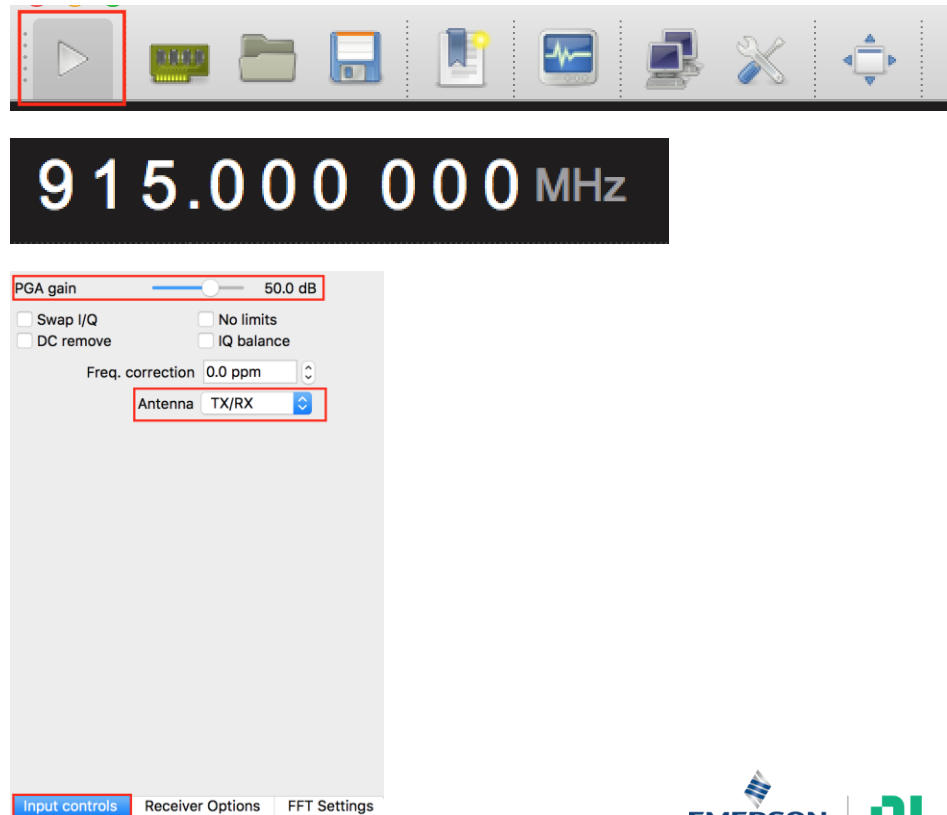 915.000 000 MHz
PGA gain 50.0 dB
Swap I/Q No limits
DC remove IQ balance
Freq. correction 0.0 ppm
Antenna TX/RX
Input controls Receiver Options FFT Settings
EMERSON